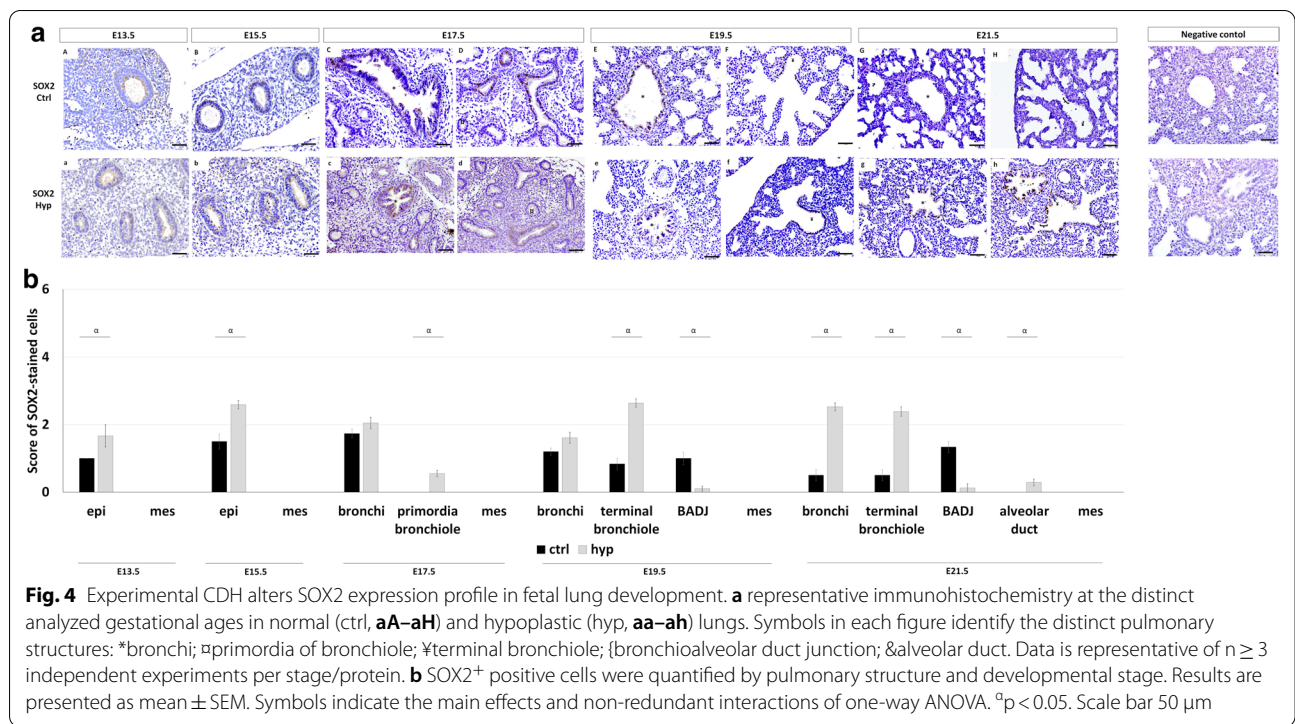 a
E13.5 E15.5 E17.5 E19.5 E21.5 Negative contol
SOX2
Ctrl
A B C D E F G H
SOX2
Hyp
a b c d e f g h
b
Score of SOX2-stained cells
6
4
2
0
α α α α α α α α α
epi mes epi mes bronchi primordia bronchiole mes bronchi terminal bronchiole BADJ mes bronchi terminal bronchiole BADJ alveolar duct mes
ctrl hyp
E13.5 E15.5 E17.5 E19.5 E21.5
Fig. 4 Experimental CDH alters SOX2 expression profile in fetal lung development. a representative immunohistochemistry at the distinct
analyzed gestational ages in normal (ctrl, aA–aH) and hypoplastic (hyp, aa–ah) lungs. Symbols in each figure identify the distinct pulmonary
structures: *bronchi; ¤primordia of bronchiole; ¥terminal bronchiole; {bronchioalveolar duct junction; &alveolar duct. Data is representative of n ≥ 3
independent experiments per stage/protein. b SOX2⁺ positive cells were quantified by pulmonary structure and developmental stage. Results are
presented as mean ± SEM. Symbols indicate the main effects and non-redundant interactions of one-way ANOVA. ᵅp < 0.05. Scale bar 50 µm